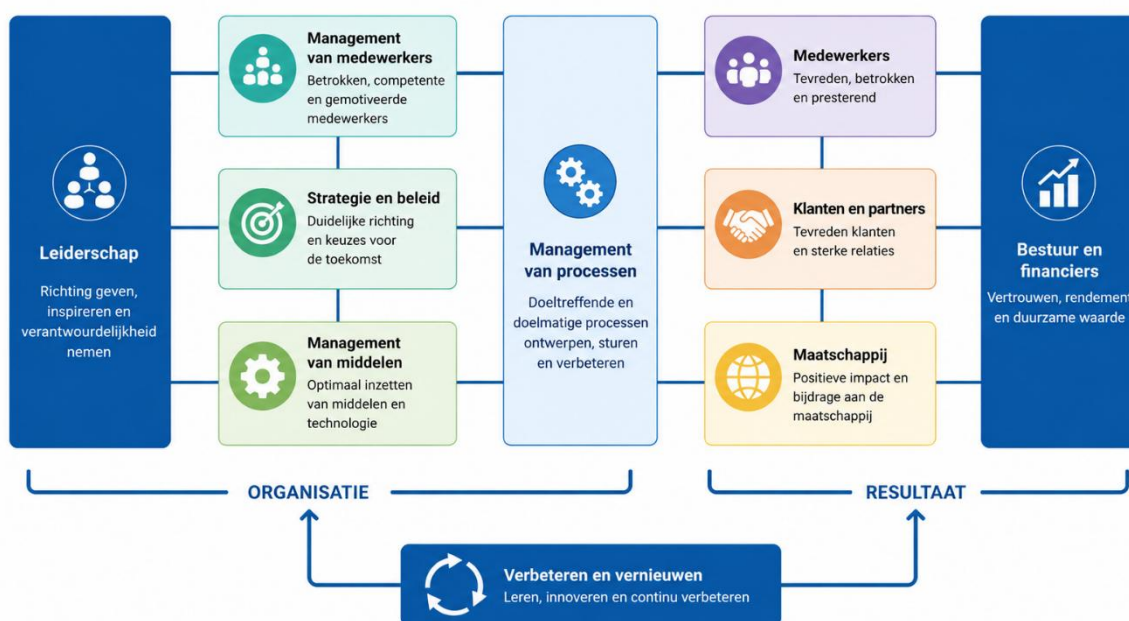 Leiderschap
Richting geven,
inspireren en
verantwourdelijkheid
nemen
Management
van medewerkers
Betrokken, competente
en gemotiveerde
medewerkers
Strategie en beleid
Duidelijke richting
en keuzes voor
de toekomst
Management
van middelen
Optimaal inzetten
van middelen en
technologie
Management
van processen
Doeltreffende en
doelmatige processen
ontwerpen, sturen
en verbeteren
Medewerkers
Tevreden, betrokken
en presterend
Klanten en partners
Tevreden klanten
en sterke relaties
Maatschappij
Positieve impact en
bijdrage aan de
maatschappij
Bestuur en
financiers
Vertrouwen, rendement
en duurzame waarde
ORGANISATIE
RESULTAAT
Verbeteren en vernieuwen
Leren, innoveren en continu verbeteren